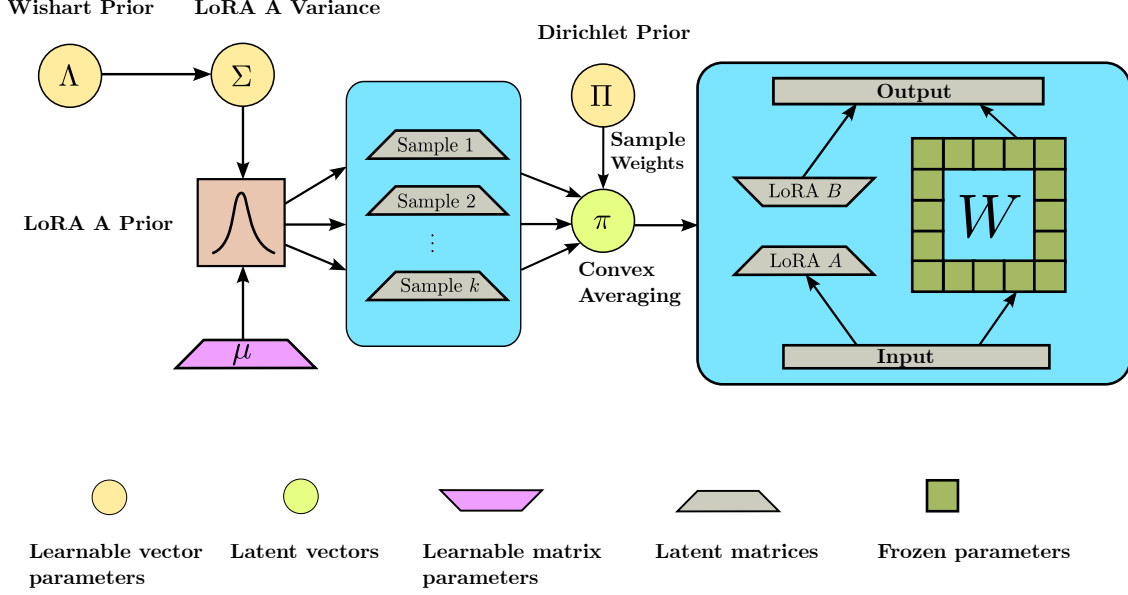 Wishart Prior
LoRA A Variance
Dirichlet Prior
Λ
Σ
Π
Sample
Weights
Sample 1
Sample 2
⋮
Sample k
π
Convex
Averaging
LoRA A Prior
μ
Output
LoRA B
W
LoRA A
Input
Learnable vector
parameters
Latent vectors
Learnable matrix
parameters
Latent matrices
Frozen parameters